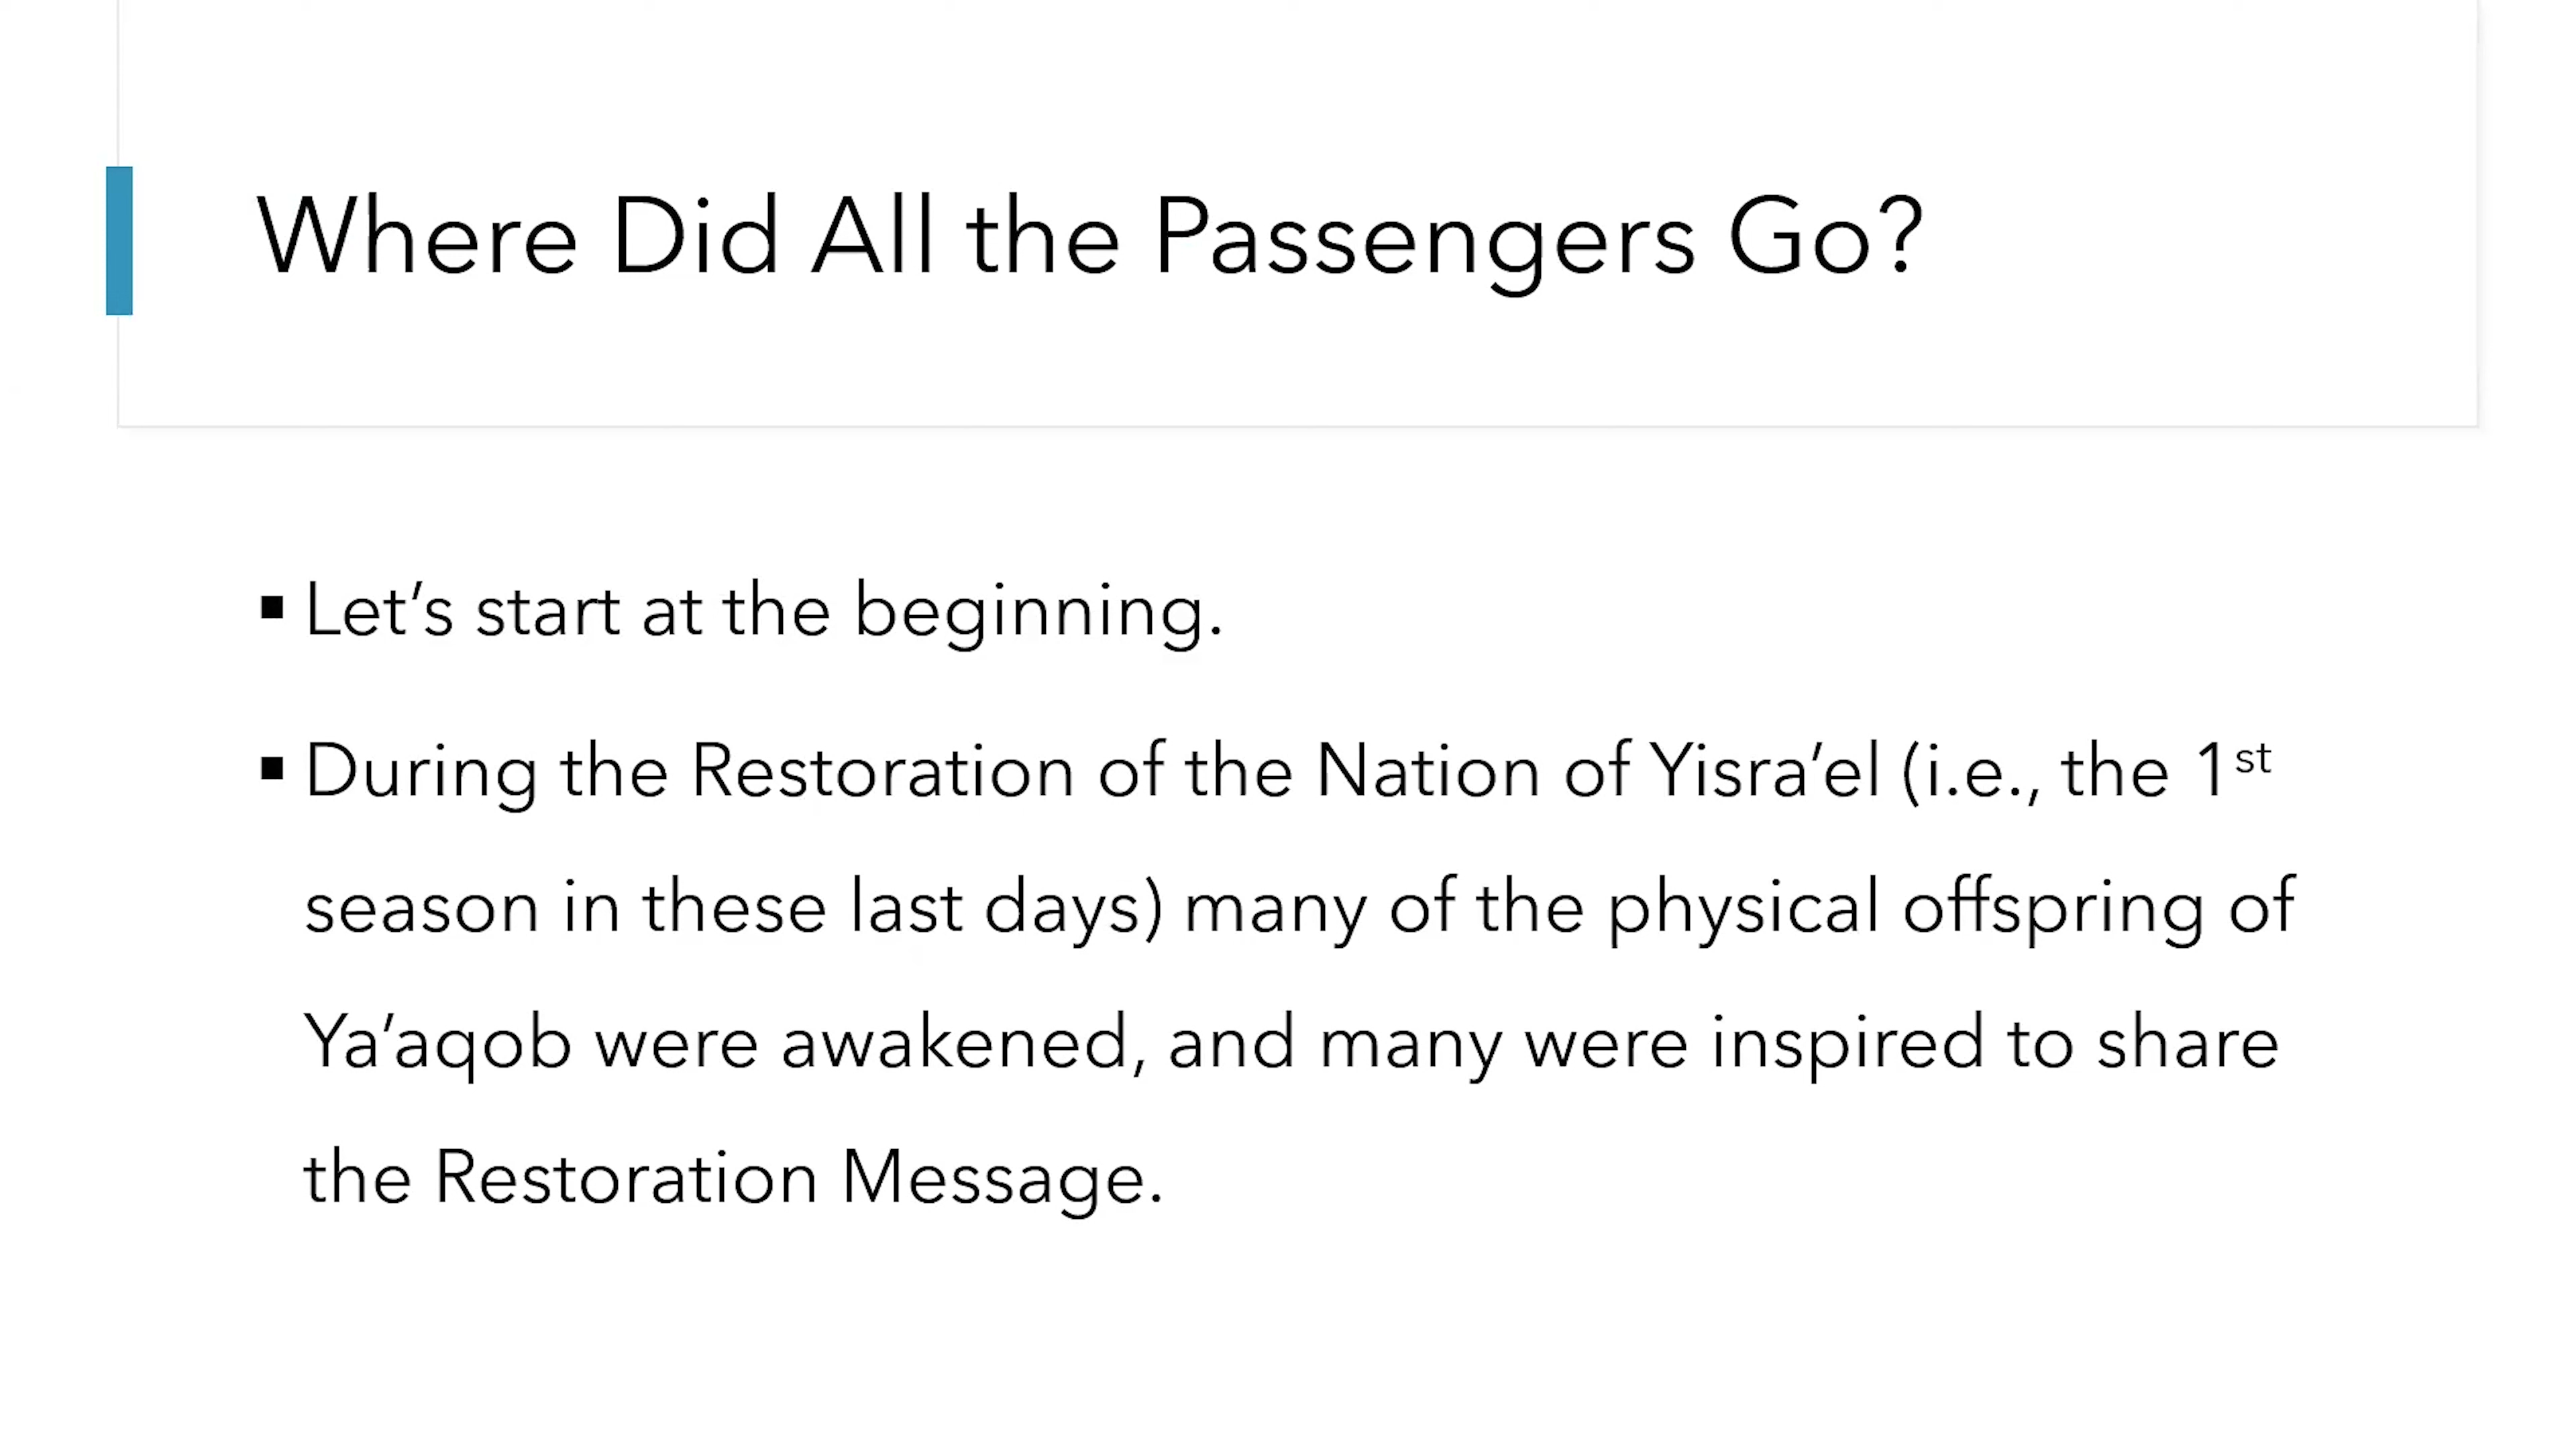 Where Did All the Passengers Go?
▪ Let’s start at the beginning.
▪ During the Restoration of the Nation of Yisra’el (i.e., the 1st
season in these last days) many of the physical offspring of
Ya’aqob were awakened, and many were inspired to share
the Restoration Message.